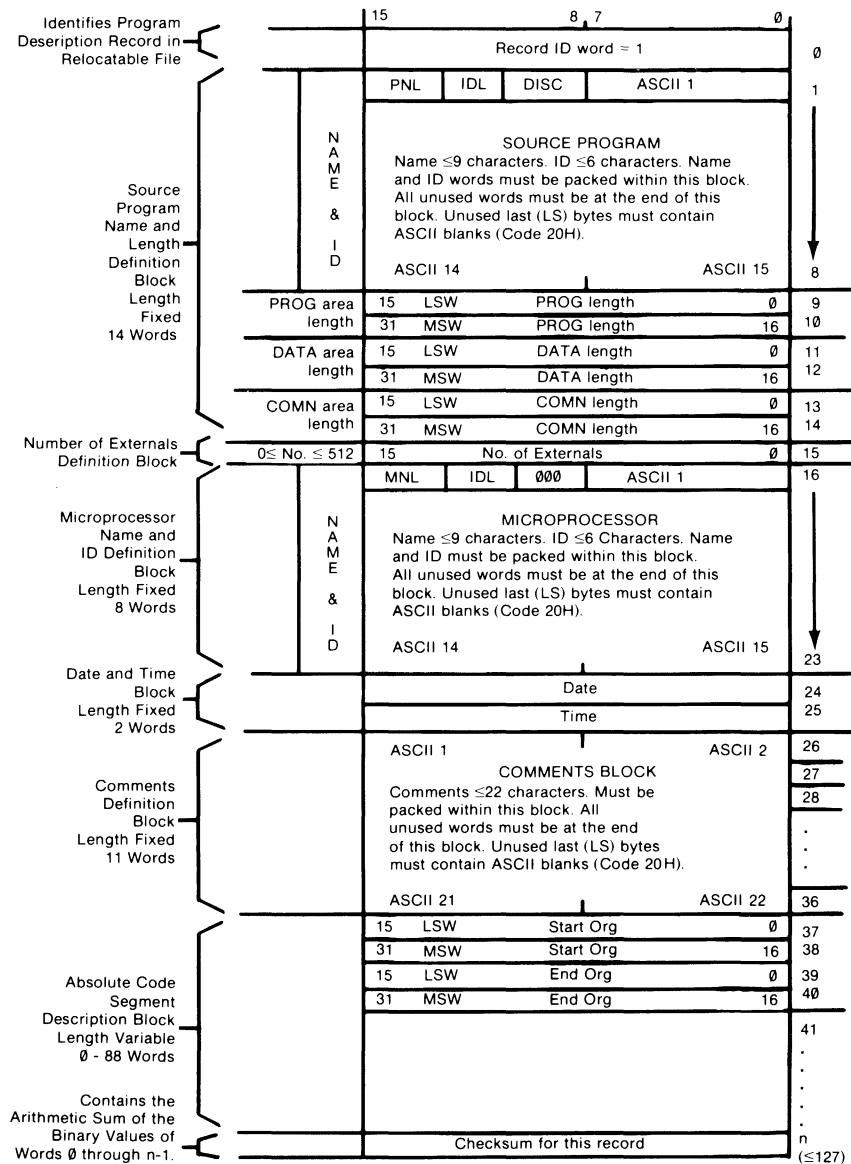 15 8 7 Ø
Identifies Program
Deseription Record in
Relocatable File
Record ID word = 1
Ø
PNL IDL DISC ASCII 1
1
Source
Program
Name and
Length
Definition
Block
Length
Fixed
14 Words
N
A
M
E
&
I
D
SOURCE PROGRAM
Name ≤9 characters. ID ≤6 characters. Name
and ID words must be packed within this block.
All unused words must be at the end of this
block. Unused last (LS) bytes must contain
ASCII blanks (Code 20H).
ASCII 14 ASCII 15
8
PROG area
length
15 LSW PROG length Ø
9
31 MSW PROG length 16
1Ø
DATA area
length
15 LSW DATA length Ø
11
31 MSW DATA length 16
12
COMN area
length
15 LSW COMN length Ø
13
31 MSW COMN length 16
14
Number of Externals
Definition Block
0≤ No. ≤ 512
15 No. of Externals Ø
15
MNL IDL ØØØ ASCII 1
16
Microprocessor
Name and
ID Definition
Block
Length Fixed
8 Words
N
A
M
E
&
I
D
MICROPROCESSOR
Name ≤9 characters. ID ≤6 Characters. Name
and ID must be packed within this block.
All unused words must be at the end of this
block. Unused last (LS) bytes must contain
ASCII blanks (Code 20H).
ASCII 14 ASCII 15
23
Date and Time
Block
Length Fixed
2 Words
Date
24
Time
25
Comments
Definition
Block
Length Fixed
11 Words
ASCII 1 ASCII 2
26
27
28
.
.
.
COMMENTS BLOCK
Comments ≤22 characters. Must be
packed within this block. All
unused words must be at the end
of this block. Unused last (LS) bytes
must contain ASCII blanks (Code 20H).
ASCII 21 ASCII 22
36
Absolute Code
Segment
Description Block
Length Variable
Ø - 88 Words
15 LSW Start Org Ø
37
31 MSW Start Org 16
38
15 LSW End Org Ø
39
31 MSW End Org 16
4Ø
41
.
.
.
.
.
Contains the
Arithmetic Sum of the
Binary Values of
Words Ø through n-1.
Checksum for this record
n
(≤127)